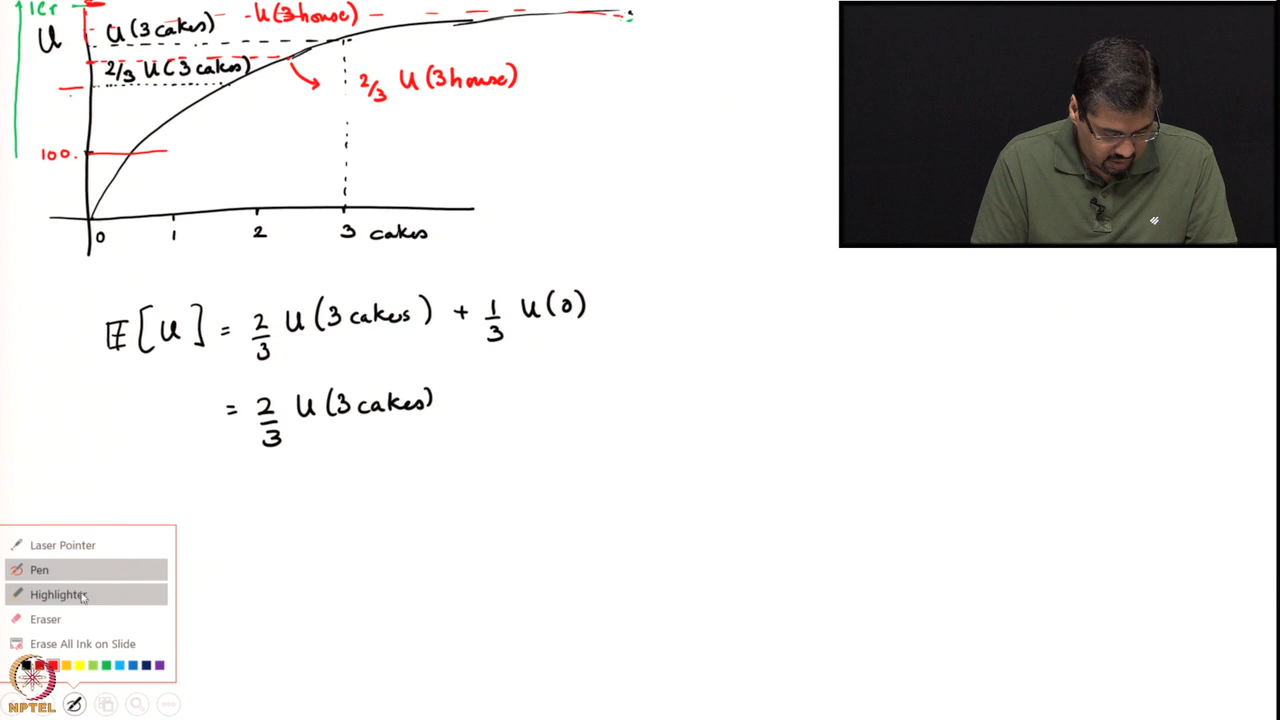 1cr
U(3 house)
U
U(3 cakes)
2/3 U(3 cakes)
2/3 U(3 house)
100.
0 1 2 3 cakes
𝔼[U] = 2/3 U(3 cakes) + 1/3 U(0)
= 2/3 U(3 cakes)
Laser Pointer
Pen
Highlighter
Eraser
Erase All Ink on Slide
NPTEL